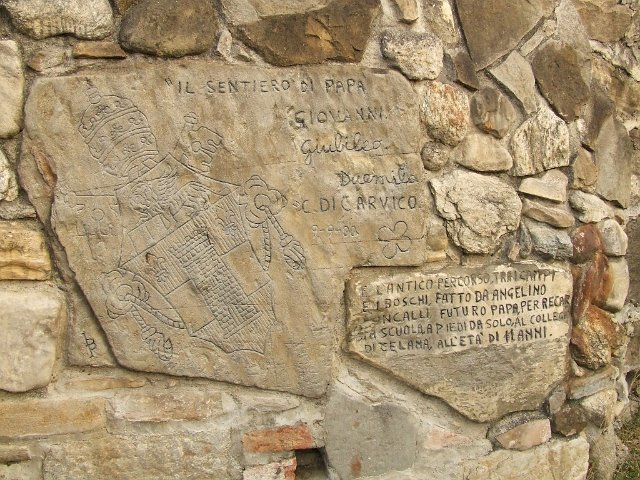 "IL SENTIERO DI PAPA
GIOVANNI"
Giubileo
Duemila
C. DI CARVICO
9-9-00
È L'ANTICO PERCORSO, TRA I CAMPI
E I BOSCHI, FATTO DA ANGELINO
RONCALLI FUTURO PAPA, PER RECAR
SI A SCUOLA, A PIEDI DA SOLO, AL COLLEGIO
DI CELANA, ALL'ETÀ DI 11 ANNI.